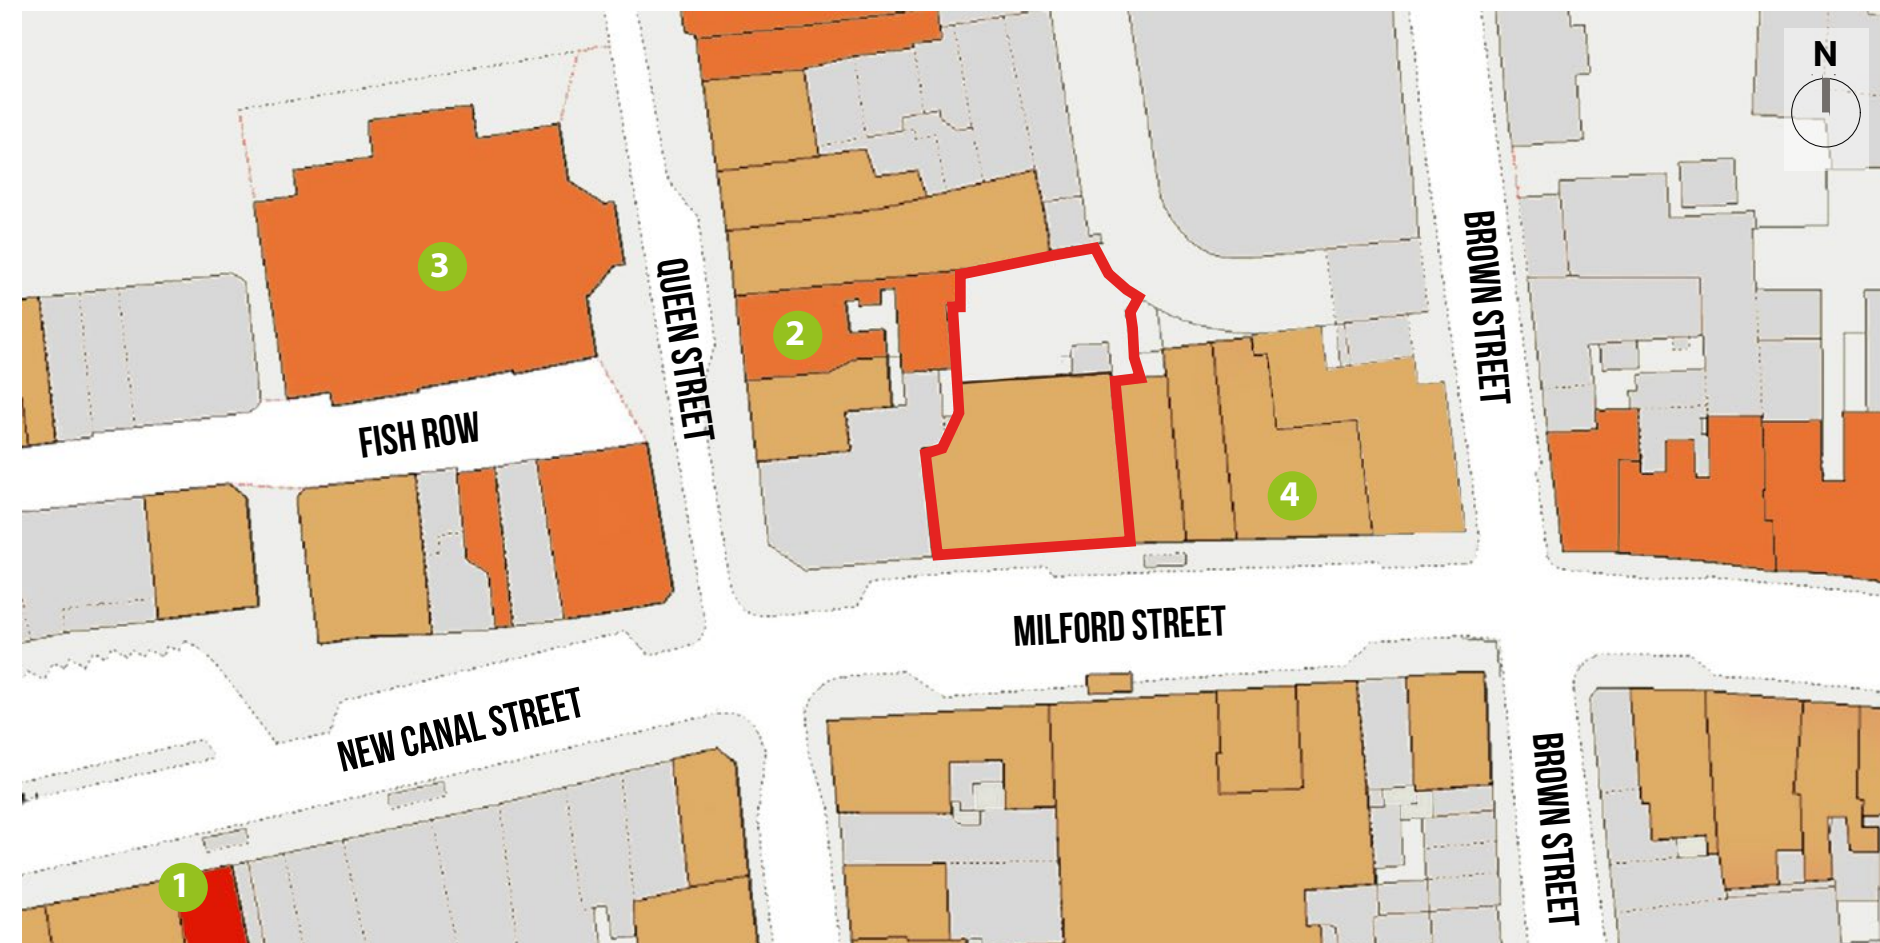 N
BROWN STREET
QUEEN STREET
3
2
FISH ROW
4
MILFORD STREET
NEW CANAL STREET
BROWN STREET
1